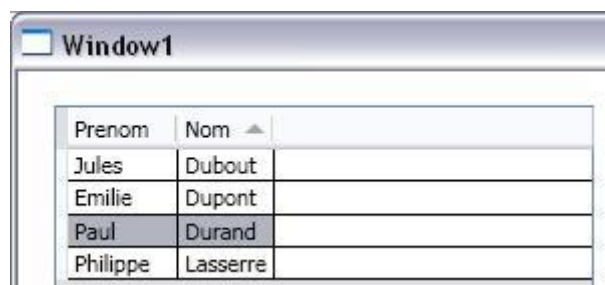 Window1
Prenom Nom
Jules Dubout
Emilie Dupont
Paul Durand
Philippe Lasserre